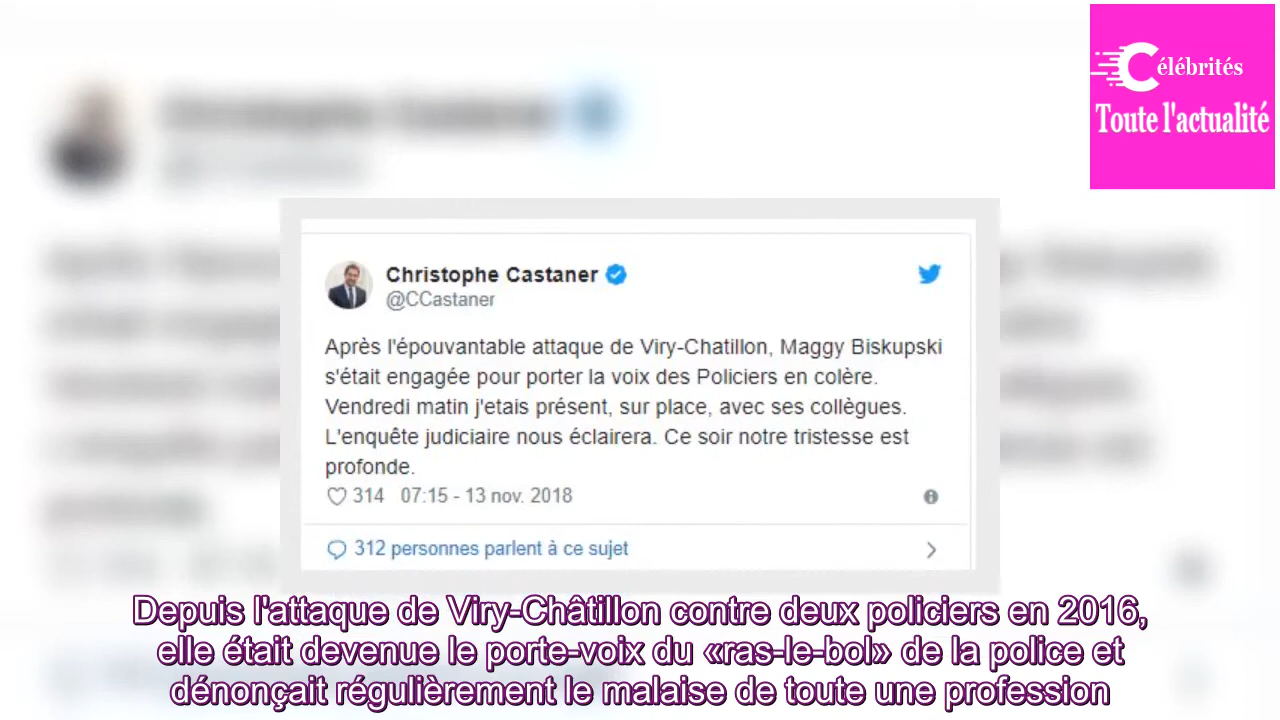 Célébrités
Toute l'actualité
Christophe Castaner
@CCastaner
Après l'épouvantable attaque de Viry-Chatillon, Maggy Biskupski
s'était engagée pour porter la voix des Policiers en colère.
Vendredi matin j'etais présent, sur place, avec ses collègues.
L'enquête judiciaire nous éclairera. Ce soir notre tristesse est
profonde.
314 07:15 - 13 nov. 2018
312 personnes parlent à ce sujet
Depuis l'attaque de Viry-Châtillon contre deux policiers en 2016,
elle était devenue le porte-voix du «ras-le-bol» de la police et
dénonçait régulièrement le malaise de toute une profession